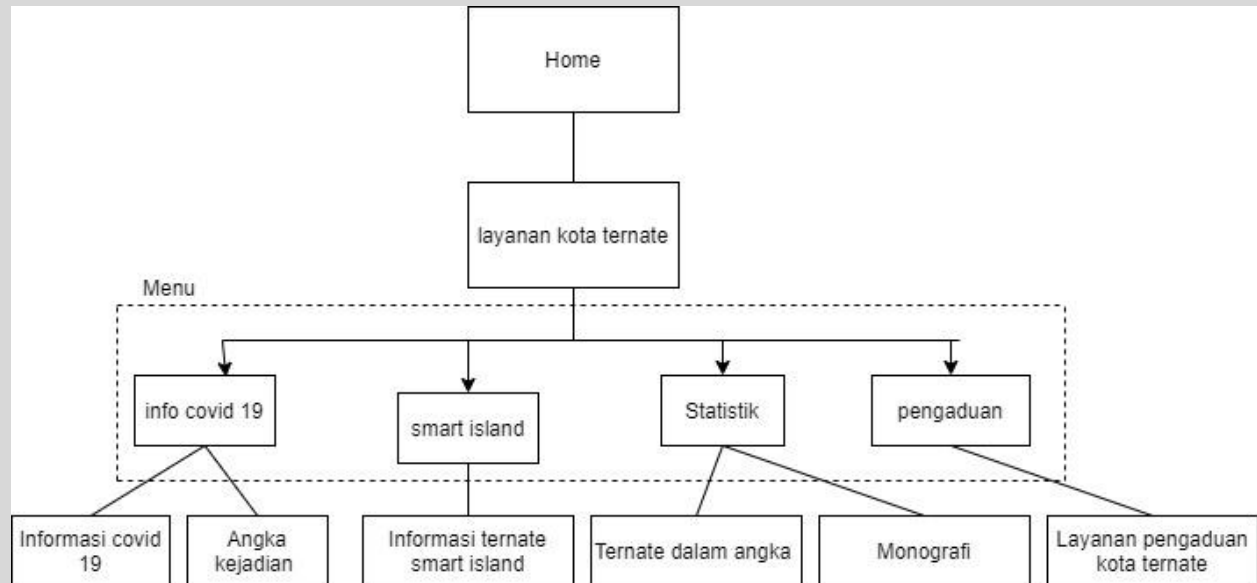 Home
layanan kota ternate
Menu
info covid 19
smart island
Statistik
pengaduan
Informasi covid
19
Angka
kejadian
Informasi ternate
smart island
Ternate dalam angka
Monografi
Layanan pengaduan
kota ternate